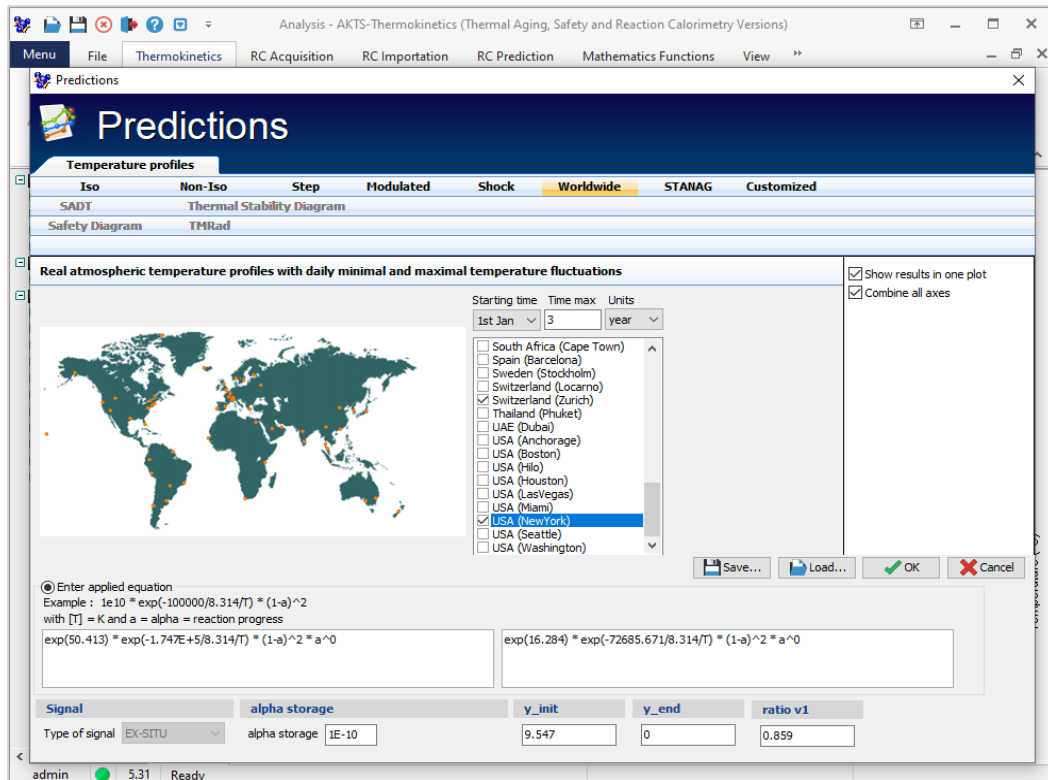 Analysis - AKTS-Thermokinetics (Thermal Aging, Safety and Reaction Calorimetry Versions)
Menu File Thermokinetics RC Acquisition RC Importation RC Prediction Mathematics Functions View
Predictions
Predictions
Temperature profiles
Iso Non-Iso Step Modulated Shock Worldwide STANAG Customized
SADT Thermal Stability Diagram
Safety Diagram TMRad
Real atmospheric temperature profiles with daily minimal and maximal temperature fluctuations
Show results in one plot
Combine all axes
Starting time Time max Units
1st Jan 3 year
South Africa (Cape Town)
Spain (Barcelona)
Sweden (Stockholm)
Switzerland (Locarno)
Switzerland (Zurich)
Thailand (Phuket)
UAE (Dubai)
USA (Anchorage)
USA (Boston)
USA (Hilo)
USA (Houston)
USA (LasVegas)
USA (Miami)
USA (NewYork)
USA (Seattle)
USA (Washington)
Save... Load... OK Cancel
Enter applied equation
Example : 1e10 * exp(-100000/8.314/T) * (1-a)^2
with [T] = K and a = alpha = reaction progress
exp(50.413) * exp(-1.747E+5/8.314/T) * (1-a)^2 * a^0
exp(16.284) * exp(-72685.671/8.314/T) * (1-a)^2 * a^0
Signal alpha storage y_init y_end ratio v1
Type of signal EX-SITU alpha storage 1E-10 9.547 0 0.859
admin 5.31 Ready